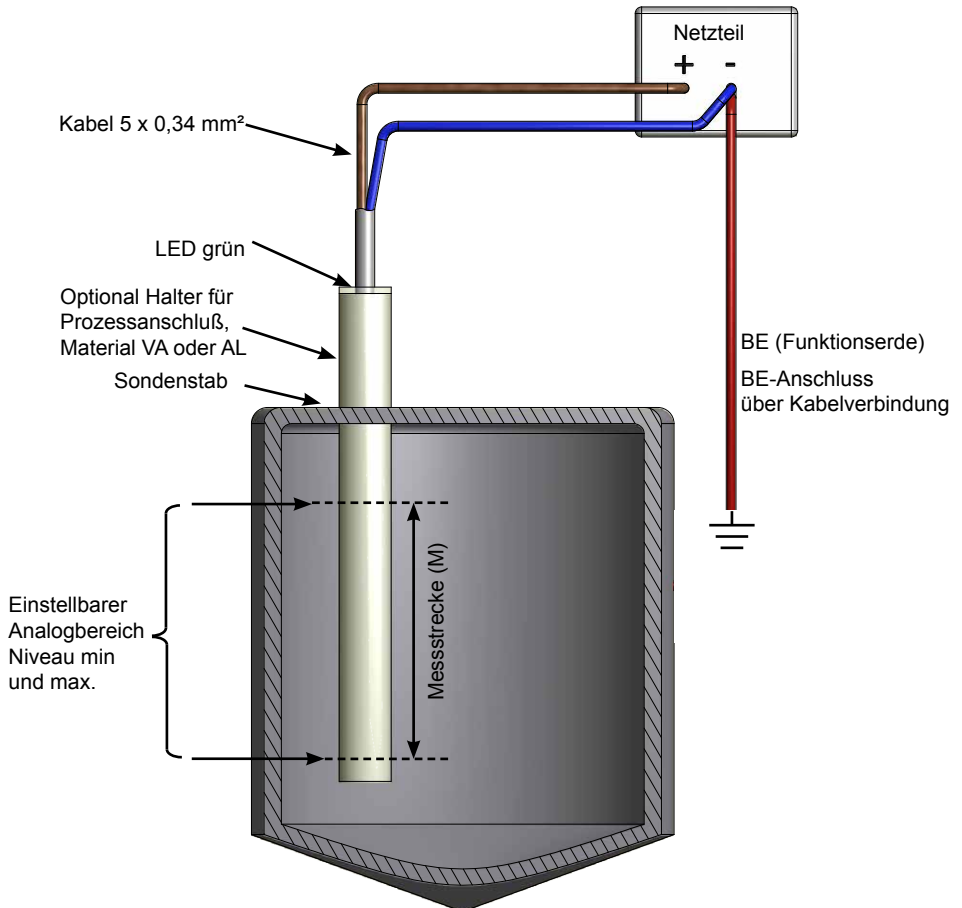 Netzteil
+ -
Kabel 5 x 0,34 mm²
LED grün
Optional Halter für
Prozessanschluß,
Material VA oder AL
Sondenstab
BE (Funktionserde)
BE-Anschluss
über Kabelverbindung
Einstellbarer
Analogbereich
Niveau min
und max.
Messstrecke (M)